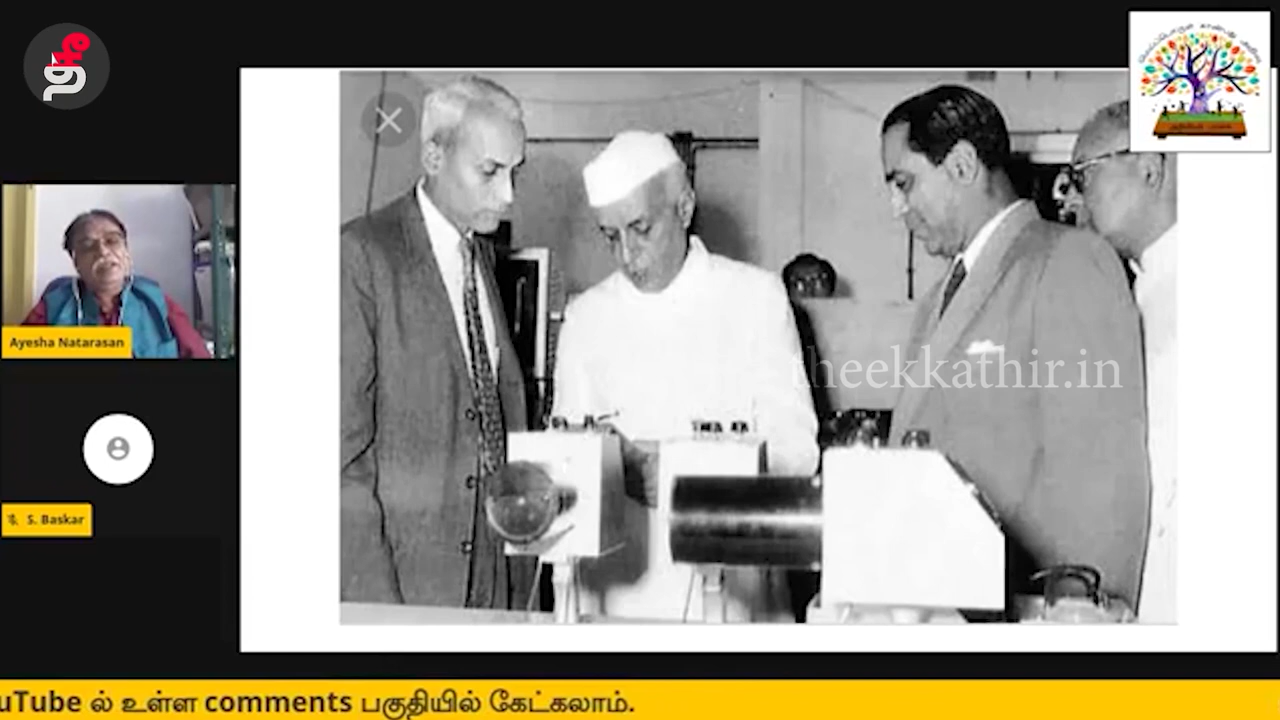 தீ
Ayesha Natarasan
S. Baskar
theekkathir.in
uTube ல் உள்ள comments பகுதியில் கேட்கலாம்.